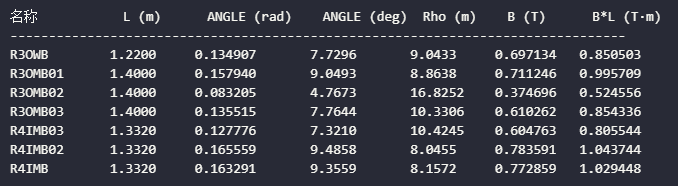 名称 L (m) ANGLE (rad) ANGLE (deg) Rho (m) B (T) B*L (T·m)
--------------------------------------------------------------------------------
R3OWB 1.2200 0.134907 7.7296 9.0433 0.697134 0.850503
R3OMB01 1.4000 0.157940 9.0493 8.8638 0.711246 0.995709
R3OMB02 1.4000 0.083205 4.7673 16.8252 0.374696 0.524556
R3OMB03 1.4000 0.135515 7.7644 10.3306 0.610262 0.854336
R4IMB03 1.3320 0.127776 7.3210 10.4245 0.604763 0.805544
R4IMB02 1.3320 0.165559 9.4858 8.0455 0.783591 1.043744
R4IMB 1.3320 0.163291 9.3559 8.1572 0.772859 1.029448